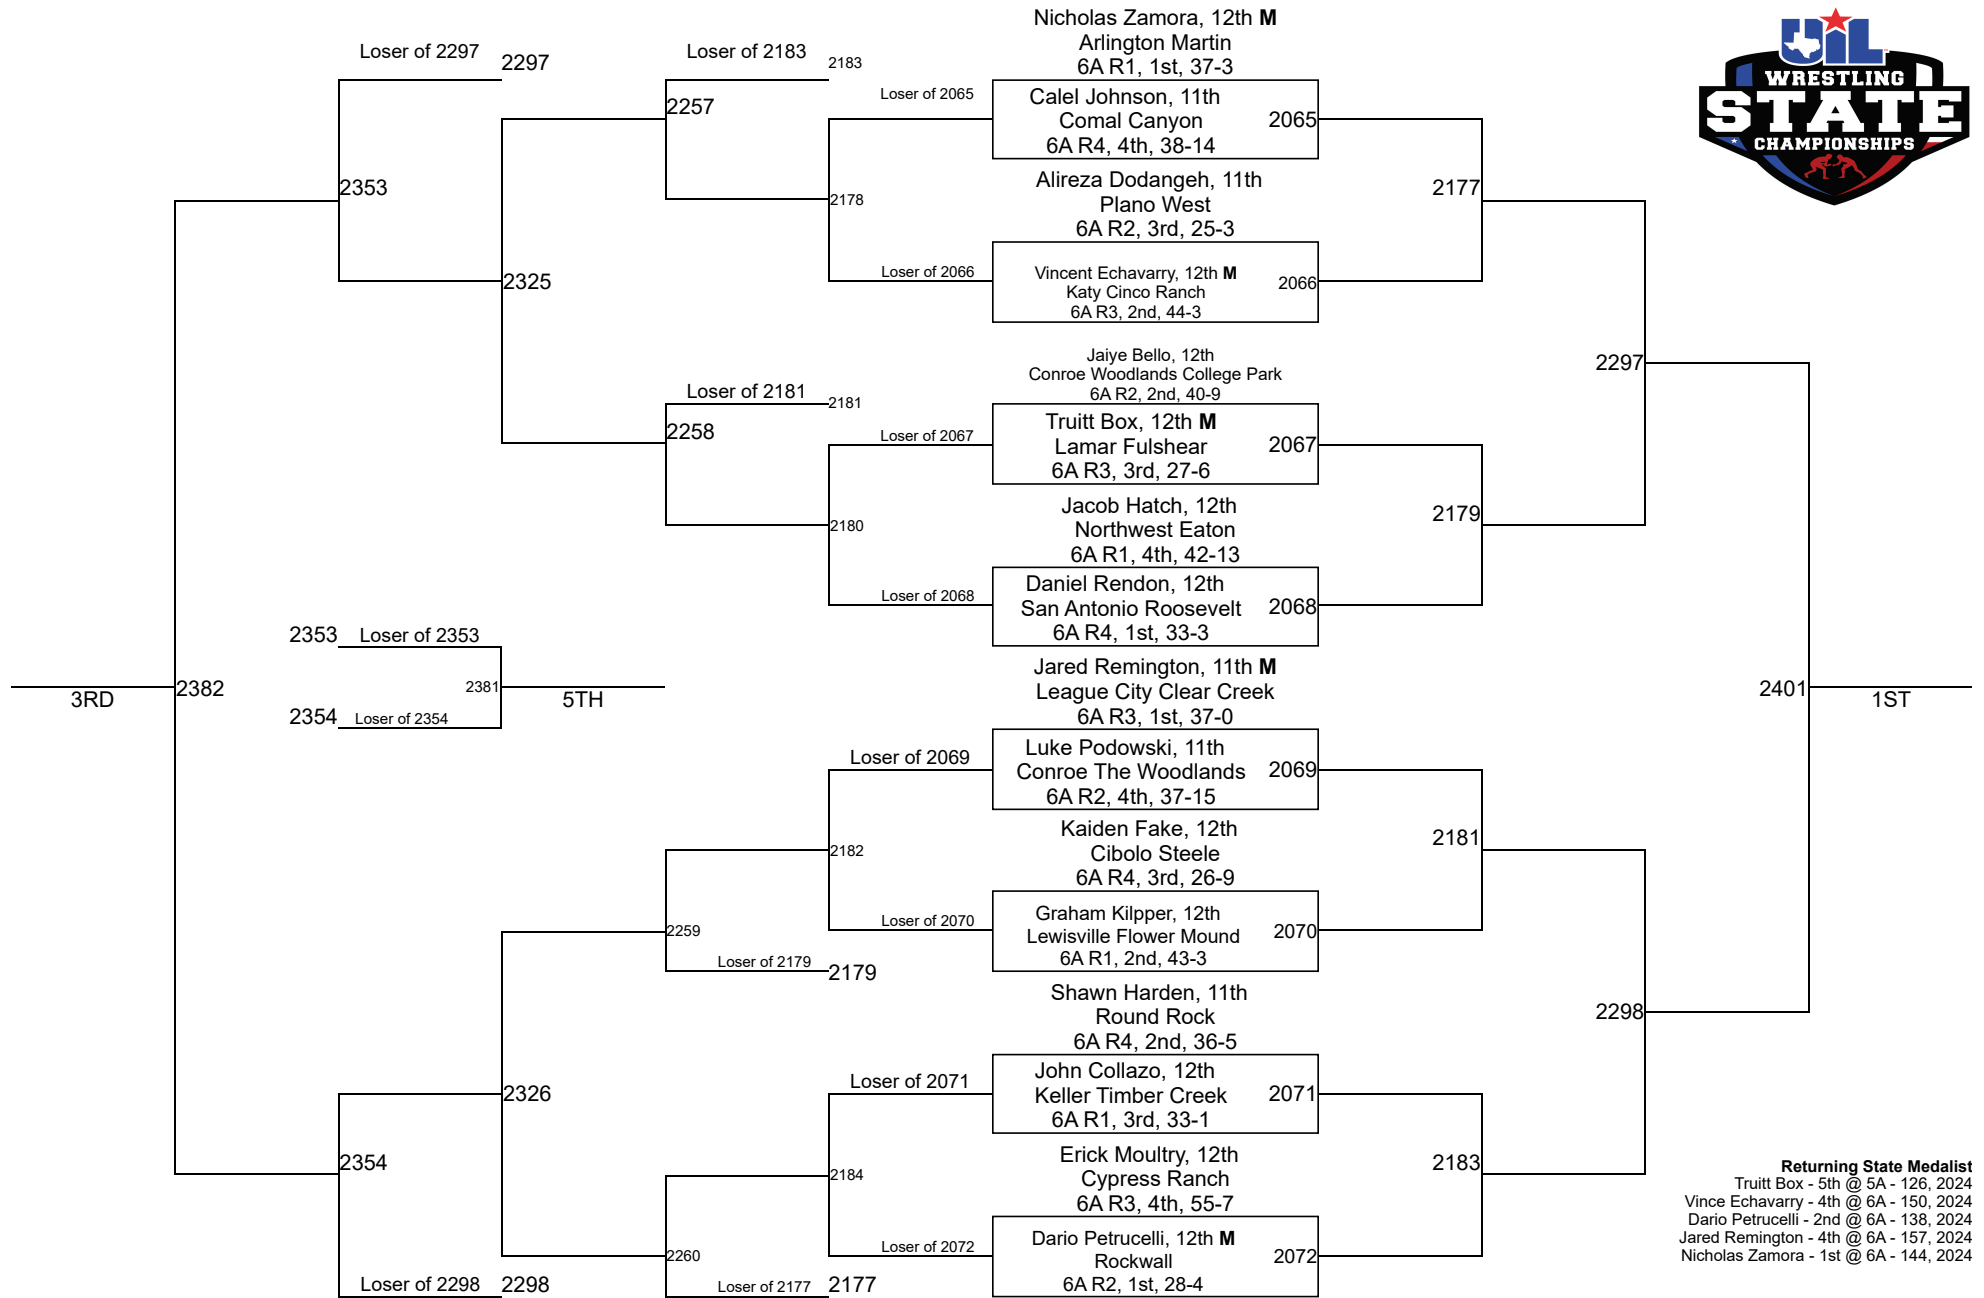 Nicholas Zamora, 12th M
Arlington Martin
6A R1, 1st, 37-3
UIL
WRESTLING
STATE
CHAMPIONSHIPS
Loser of 2297
2297
Loser of 2183
2183
Loser of 2065
2257
Calel Johnson, 11th
Comal Canyon
6A R4, 4th, 38-14
2065
Alireza Dodangeh, 11th
Plano West
6A R2, 3rd, 25-3
2353
2178
2177
Loser of 2066
Vincent Echavarry, 12th M
Katy Cinco Ranch
6A R3, 2nd, 44-3
2066
2325
Jaiye Bello, 12th
Conroe Woodlands College Park
6A R2, 2nd, 40-9
2297
Loser of 2181
2181
2258
Loser of 2067
Truitt Box, 12th M
Lamar Fulshear
6A R3, 3rd, 27-6
2067
Jacob Hatch, 12th
Northwest Eaton
6A R1, 4th, 42-13
2180
2179
Loser of 2068
Daniel Rendon, 12th
San Antonio Roosevelt
6A R4, 1st, 33-3
2068
2353
Loser of 2353
Jared Remington, 11th M
League City Clear Creek
6A R3, 1st, 37-0
3RD
2382
2381
5TH
2401
1ST
2354
Loser of 2354
Loser of 2069
Luke Podowski, 11th
Conroe The Woodlands
6A R2, 4th, 37-15
2069
Kaiden Fake, 12th
Cibolo Steele
6A R4, 3rd, 26-9
2182
2181
Loser of 2070
Graham Kilpper, 12th
Lewisville Flower Mound
6A R1, 2nd, 43-3
2070
2259
Loser of 2179
2179
Shawn Harden, 11th
Round Rock
6A R4, 2nd, 36-5
2298
Loser of 2071
John Collazo, 12th
Keller Timber Creek
6A R1, 3rd, 33-1
2071
2326
Erick Moultry, 12th
Cypress Ranch
6A R3, 4th, 55-7
2354
2184
2183
Loser of 2072
Dario Petrucelli, 12th M
Rockwall
6A R2, 1st, 28-4
2072
2260
Loser of 2298
2298
Loser of 2177
2177
Returning State Medalist
Truitt Box - 5th @ 5A - 126, 2024
Vince Echavarry - 4th @ 6A - 150, 2024
Dario Petrucelli - 2nd @ 6A - 138, 2024
Jared Remington - 4th @ 6A - 157, 2024
Nicholas Zamora - 1st @ 6A - 144, 2024